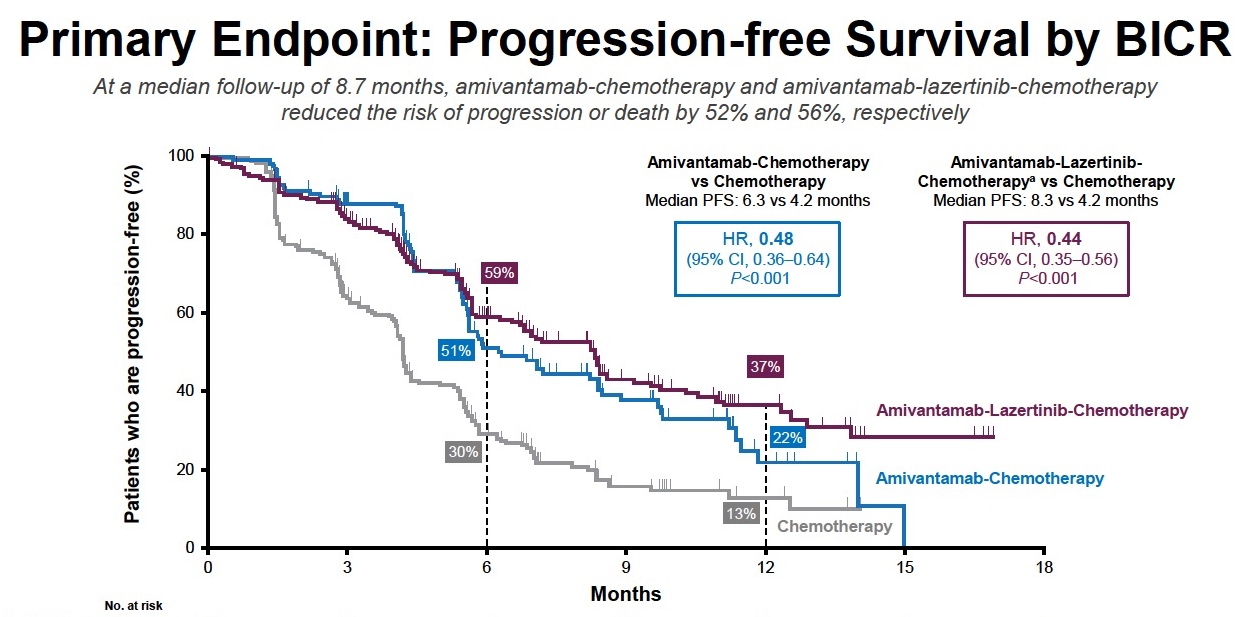 Primary Endpoint: Progression-free Survival by BICR
At a median follow-up of 8.7 months, amivantamab-chemotherapy and amivantamab-lazertinib-chemotherapy
reduced the risk of progression or death by 52% and 56%, respectively
Patients who are progression-free (%)
100
80
60
40
20
0
Amivantamab-Chemotherapy
vs Chemotherapy
Median PFS: 6.3 vs 4.2 months
HR, 0.48
(95% CI, 0.36–0.64)
P<0.001
Amivantamab-Lazertinib-
Chemotherapyᵃ vs Chemotherapy
Median PFS: 8.3 vs 4.2 months
HR, 0.44
(95% CI, 0.35–0.56)
P<0.001
59%
51%
30%
37%
22%
13%
Amivantamab-Lazertinib-Chemotherapy
Amivantamab-Chemotherapy
Chemotherapy
0 3 6 9 12 15 18
Months
No. at risk